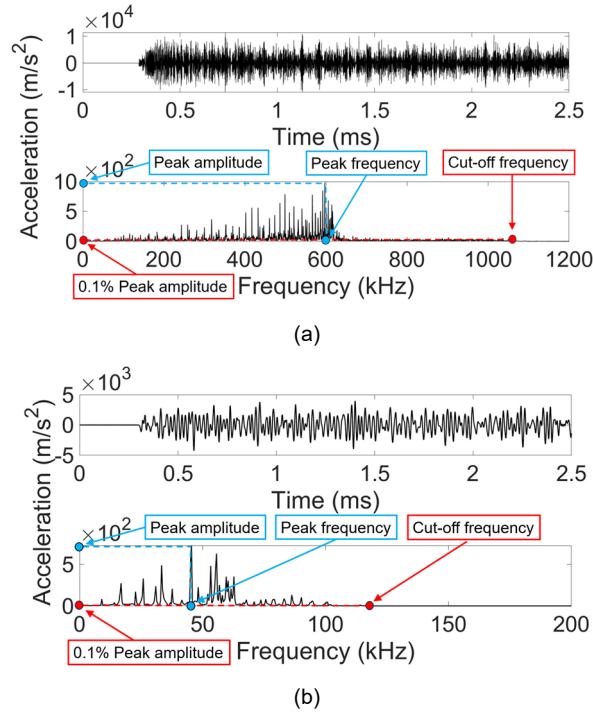 (a)
×10⁴
Acceleration (m/s²)
1
0
-1
0 0.5 1 1.5 2 2.5
Time (ms)
×10²
Peak amplitude
Peak frequency
Cut-off frequency
10
5
0
0 200 400 600 800 1000 1200
0.1% Peak amplitude
Frequency (kHz)
(a)
×10³
Acceleration (m/s²)
5
0
-5
0 0.5 1 1.5 2 2.5
Time (ms)
×10²
Peak amplitude
Peak frequency
Cut-off frequency
5
0
0 50 100 150 200
0.1% Peak amplitude
Frequency (kHz)
(b)